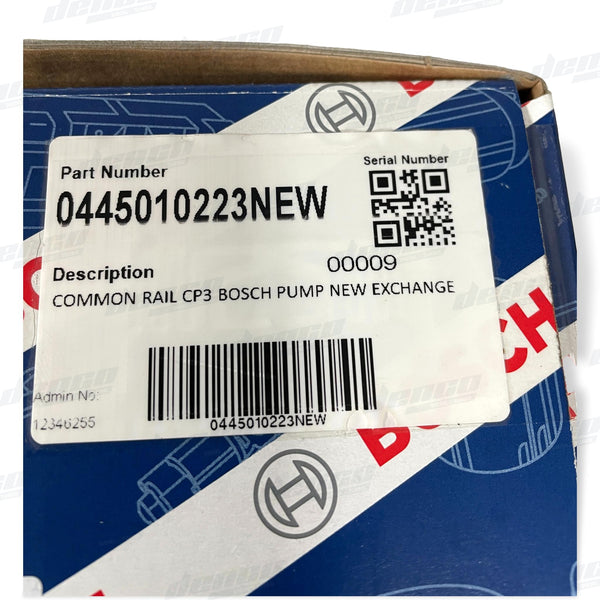 Part Number
Serial Number
0445010223NEW
00009
Description
COMMON RAIL CP3 BOSCH PUMP NEW EXCHANGE
Admin No:
12346255
0445010223NEW
BOSCH
denco